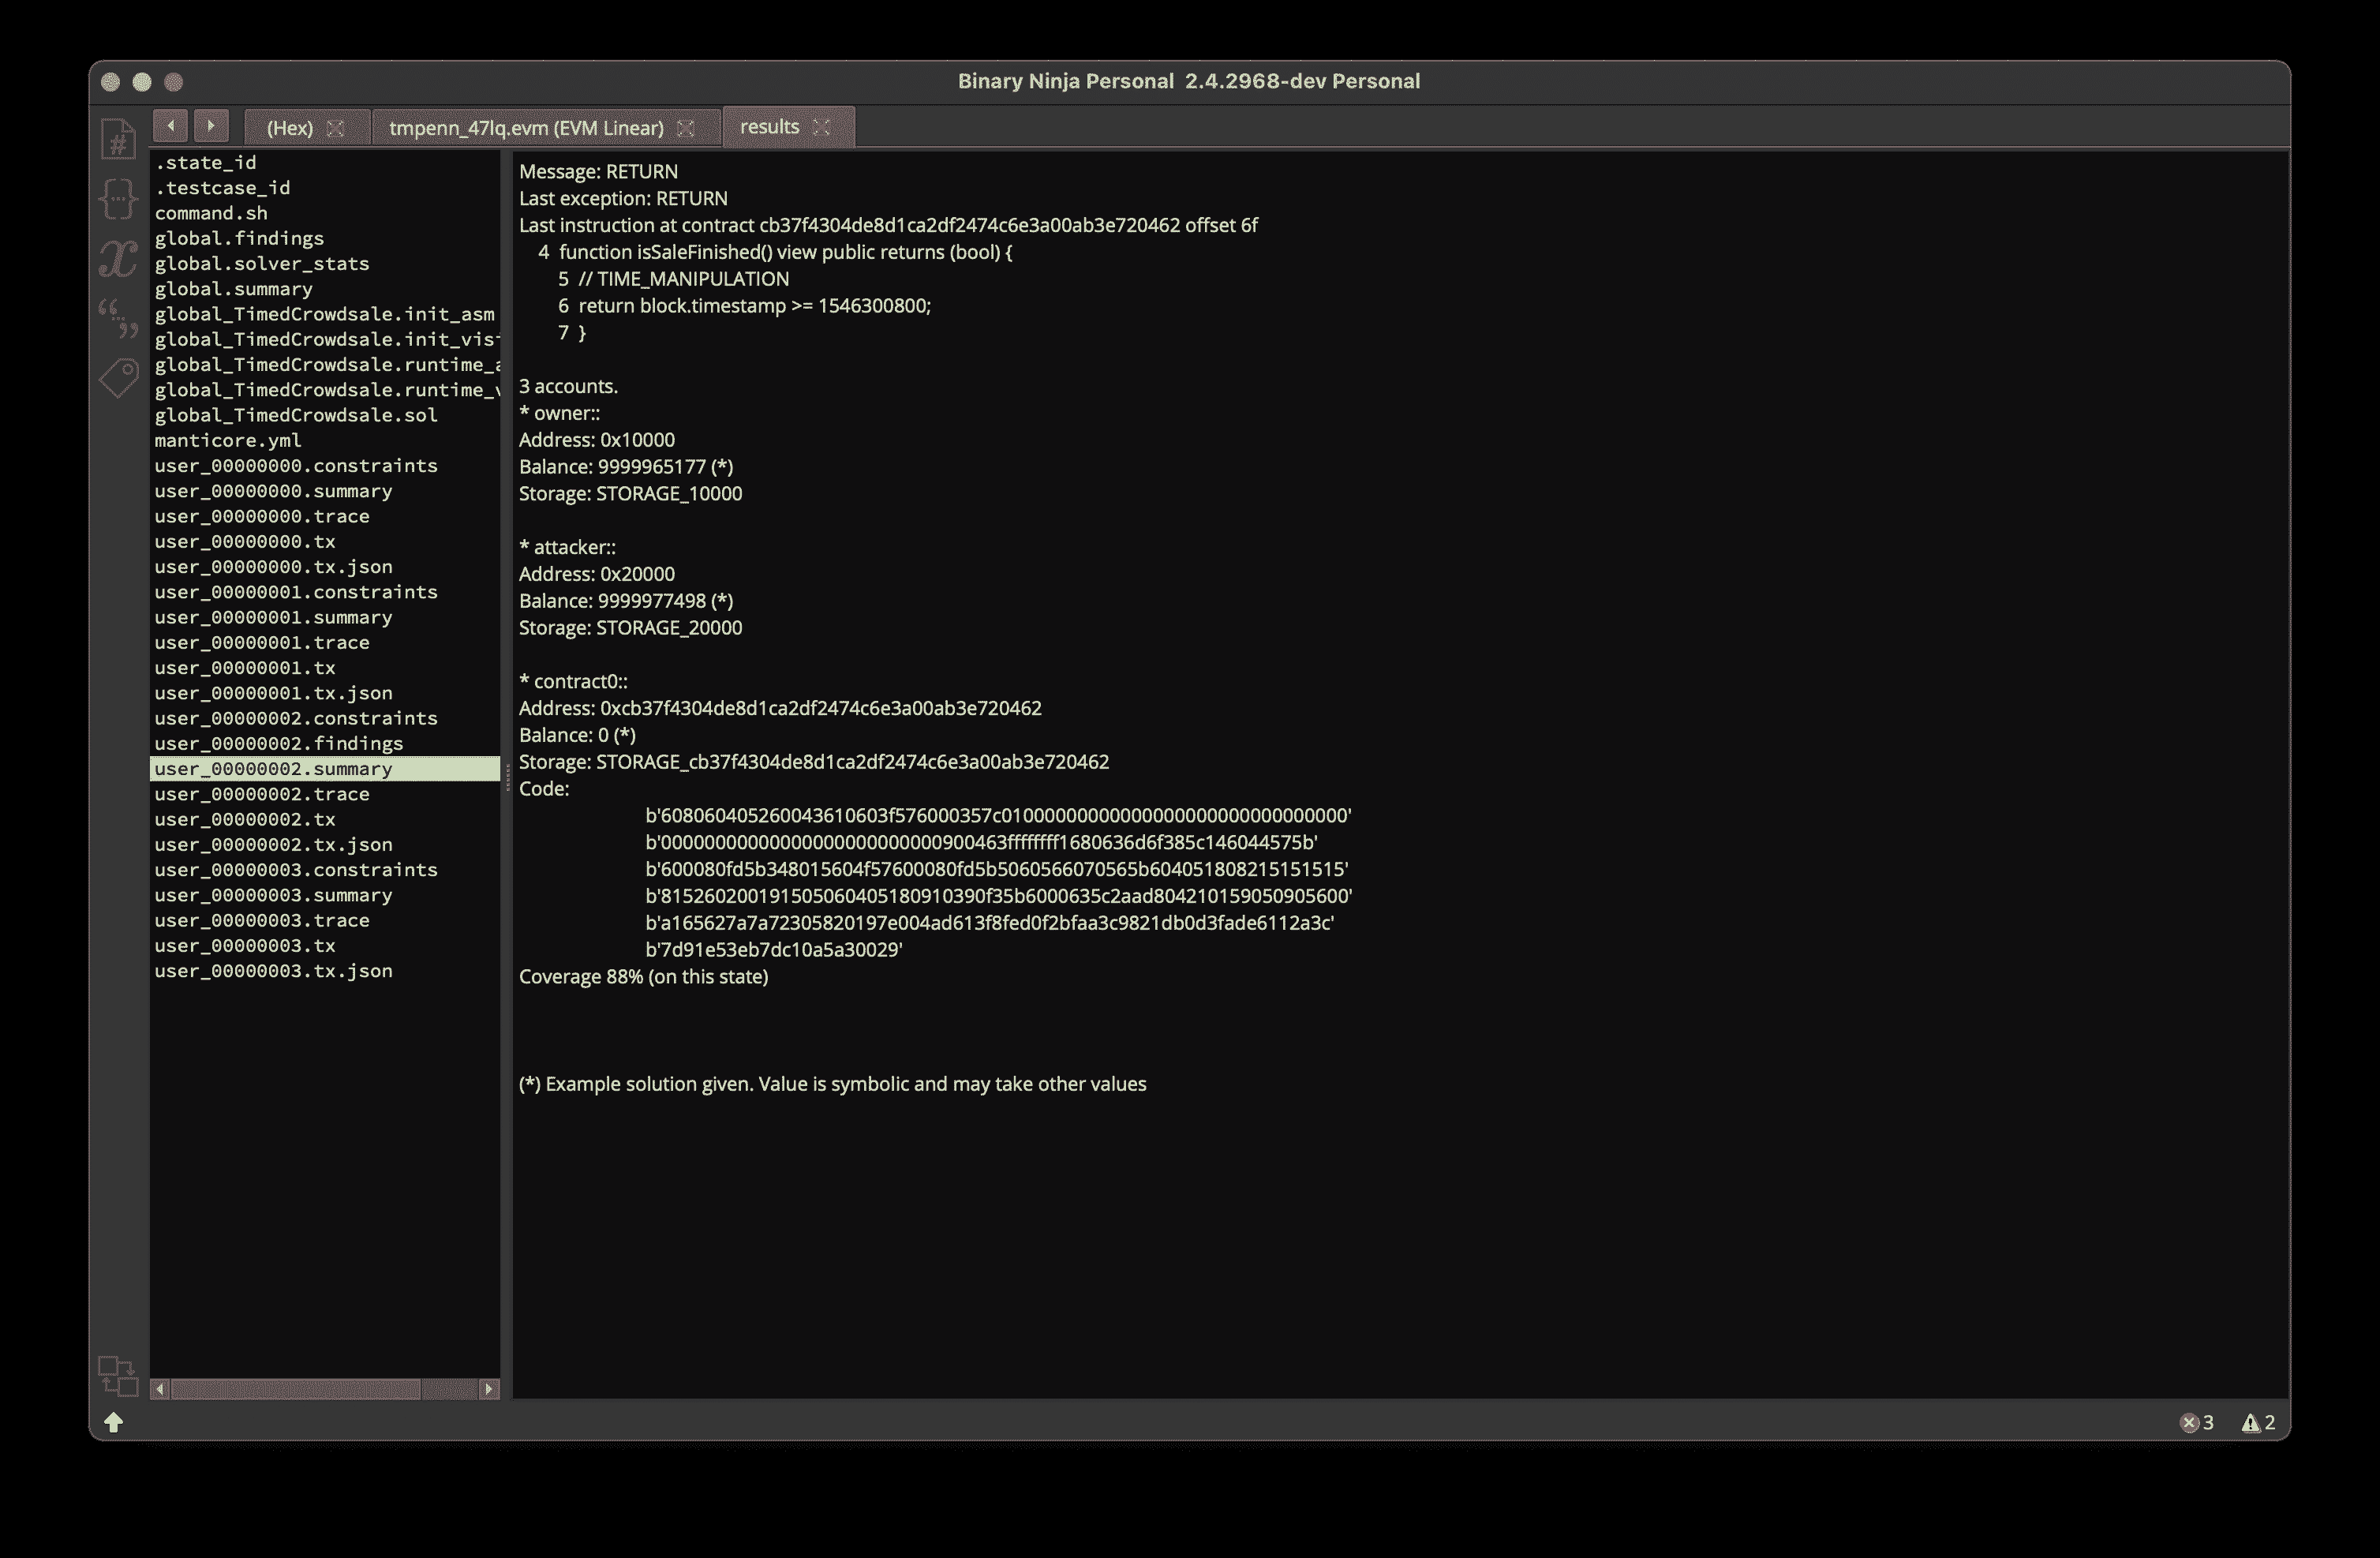 Binary Ninja Personal 2.4.2968-dev Personal
(Hex)
tmpenn_47lq.evm (EVM Linear)
results
.state_id
.testcase_id
command.sh
global.findings
global.solver_stats
global.summary
global_TimedCrowdsale.init_asm
global_TimedCrowdsale.init_vis
global_TimedCrowdsale.runtime_a
global_TimedCrowdsale.runtime_v
global_TimedCrowdsale.sol
manticore.yml
user_00000000.constraints
user_00000000.summary
user_00000000.trace
user_00000000.tx
user_00000000.tx.json
user_00000001.constraints
user_00000001.summary
user_00000001.trace
user_00000001.tx
user_00000001.tx.json
user_00000002.constraints
user_00000002.findings
user_00000002.summary
user_00000002.trace
user_00000002.tx
user_00000002.tx.json
user_00000003.constraints
user_00000003.summary
user_00000003.trace
user_00000003.tx
user_00000003.tx.json
Message: RETURN
Last exception: RETURN
Last instruction at contract cb37f4304de8d1ca2df2474c6e3a00ab3e720462 offset 6f
4 function isSaleFinished() view public returns (bool) {
5 // TIME_MANIPULATION
6 return block.timestamp >= 1546300800;
7 }
3 accounts.
* owner::
Address: 0x10000
Balance: 9999965177 (*)
Storage: STORAGE_10000
* attacker::
Address: 0x20000
Balance: 9999977498 (*)
Storage: STORAGE_20000
* contract0::
Address: 0xcb37f4304de8d1ca2df2474c6e3a00ab3e720462
Balance: 0 (*)
Storage: STORAGE_cb37f4304de8d1ca2df2474c6e3a00ab3e720462
Code:
b'608060405260043610603f576000357c0100000000000000000000000000'
b'000000000000000000000000000000900463ffffffff1680636d6f385c146044575b'
b'600080fd5b348015604f57600080fd5b5060566070565b604051808215151515'
b'815260200191505060405180910390f35b6000635c2aad804210159050905600'
b'a165627a7a72305820197e004ad613f8fed0f2bfaa3c9821db0d3fade6112a3c'
b'7d91e53eb7dc10a5a30029'
Coverage 88% (on this state)
(*) Example solution given. Value is symbolic and may take other values
3
2